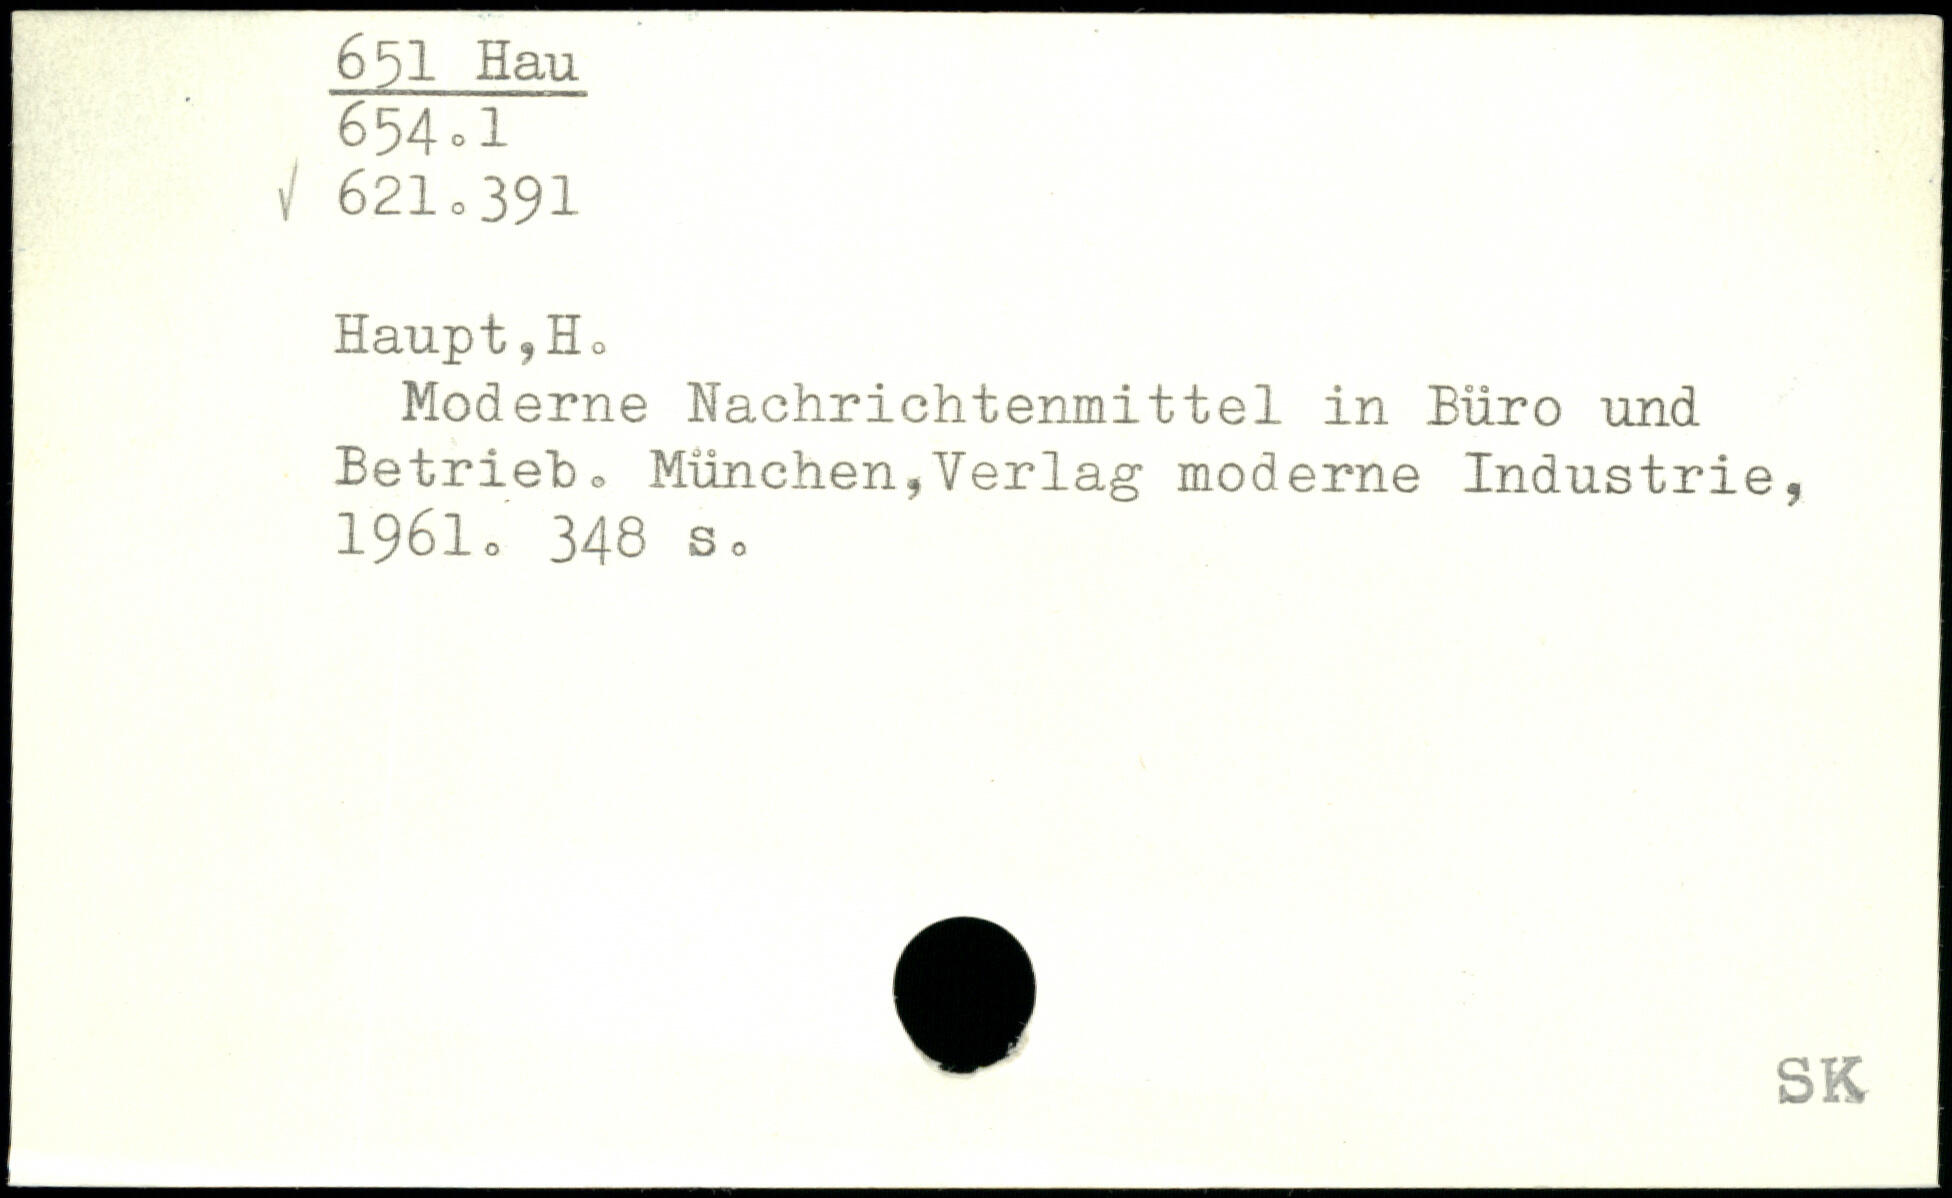 651 Hau
654.1
√ 621.391
Haupt,H.
Moderne Nachrichtenmittel in Büro und
Betrieb. München,Verlag moderne Industrie,
1961. 348 s.
SK